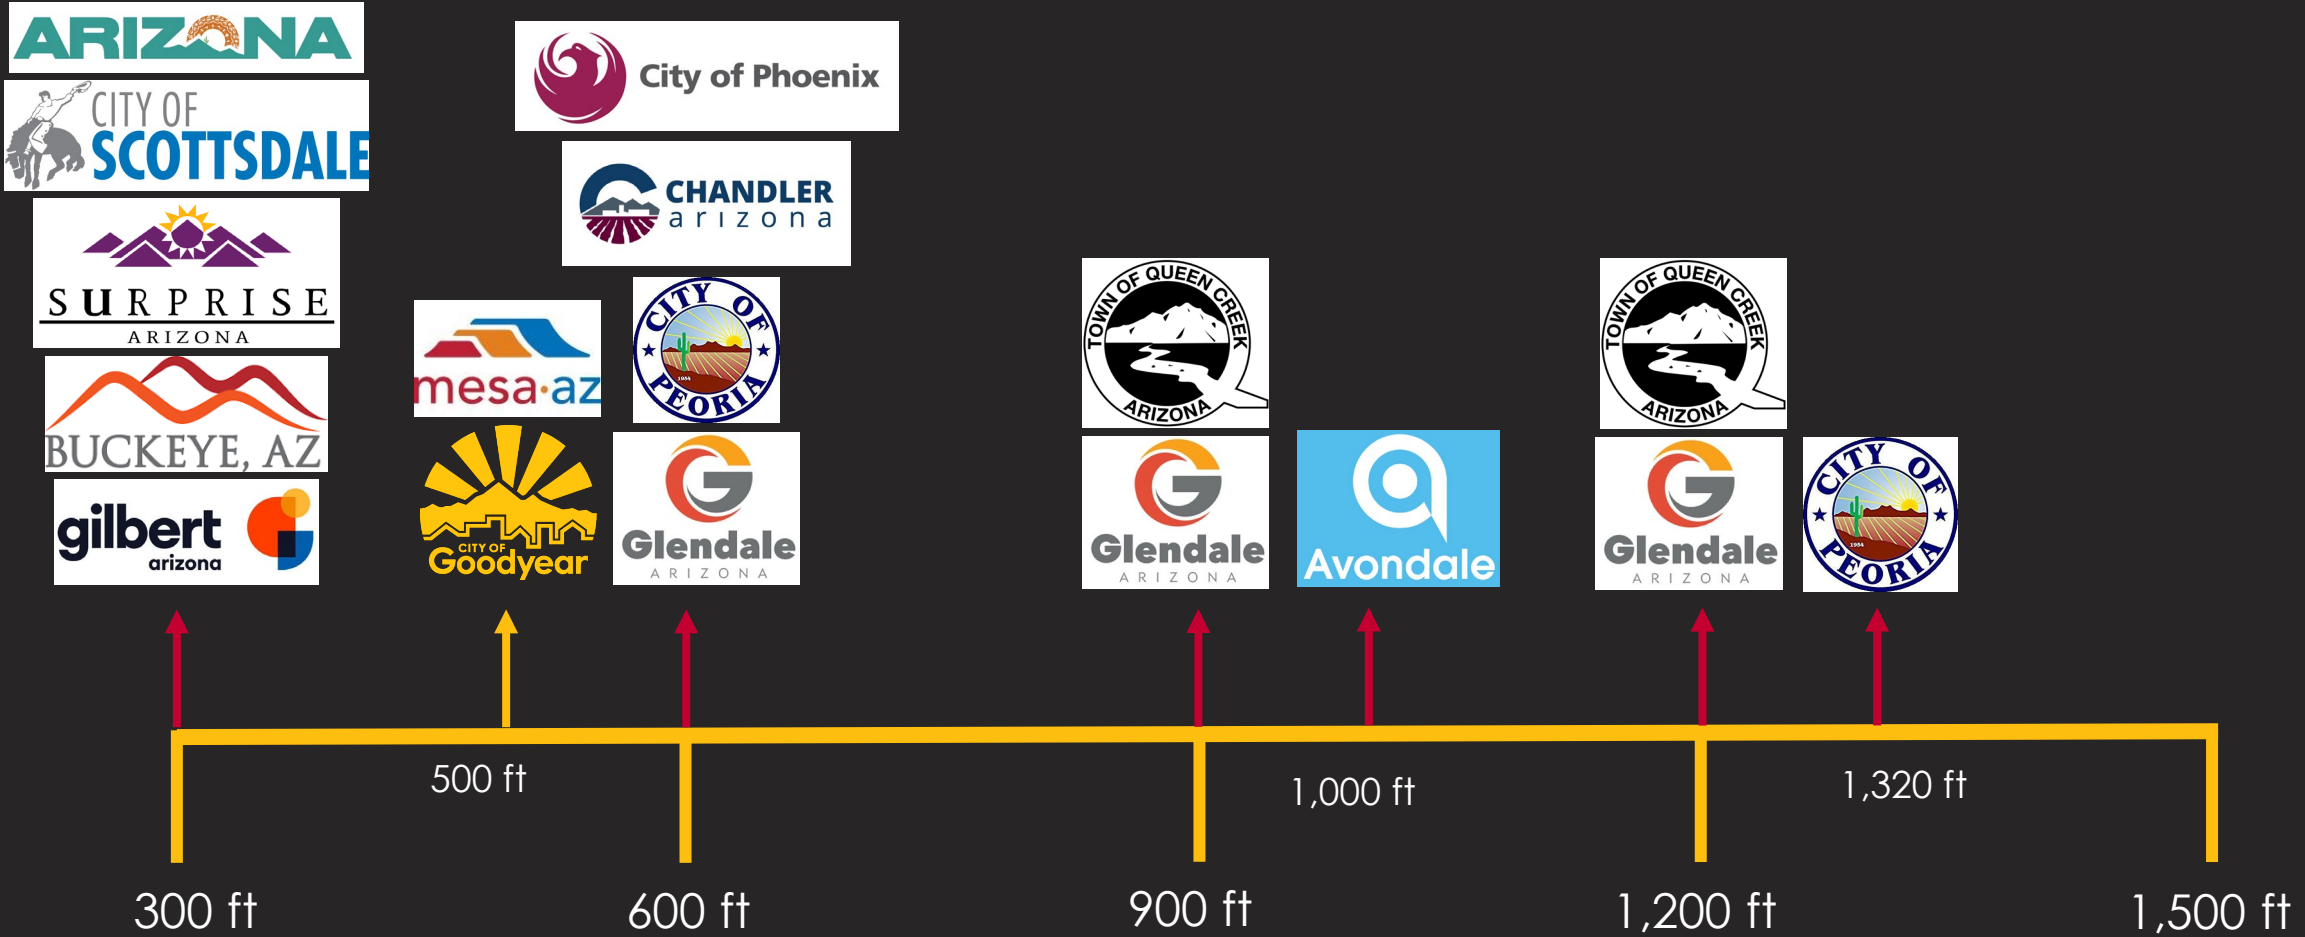 ARIZONA
CITY OF
SCOTTSDALE
SURPRISE
ARIZONA
BUCKEYE, AZ
gilbert
arizona
City of Phoenix
CHANDLER
arizona
mesa·az
CITY OF
Goodyear
CITY OF
1954
PEORIA
Glendale
ARIZONA
TOWN OF QUEEN CREEK
ARIZONA
Glendale
ARIZONA
Avondale
TOWN OF QUEEN CREEK
ARIZONA
Glendale
ARIZONA
CITY OF
1954
PEORIA
500 ft
1,000 ft
1,320 ft
300 ft
600 ft
900 ft
1,200 ft
1,500 ft